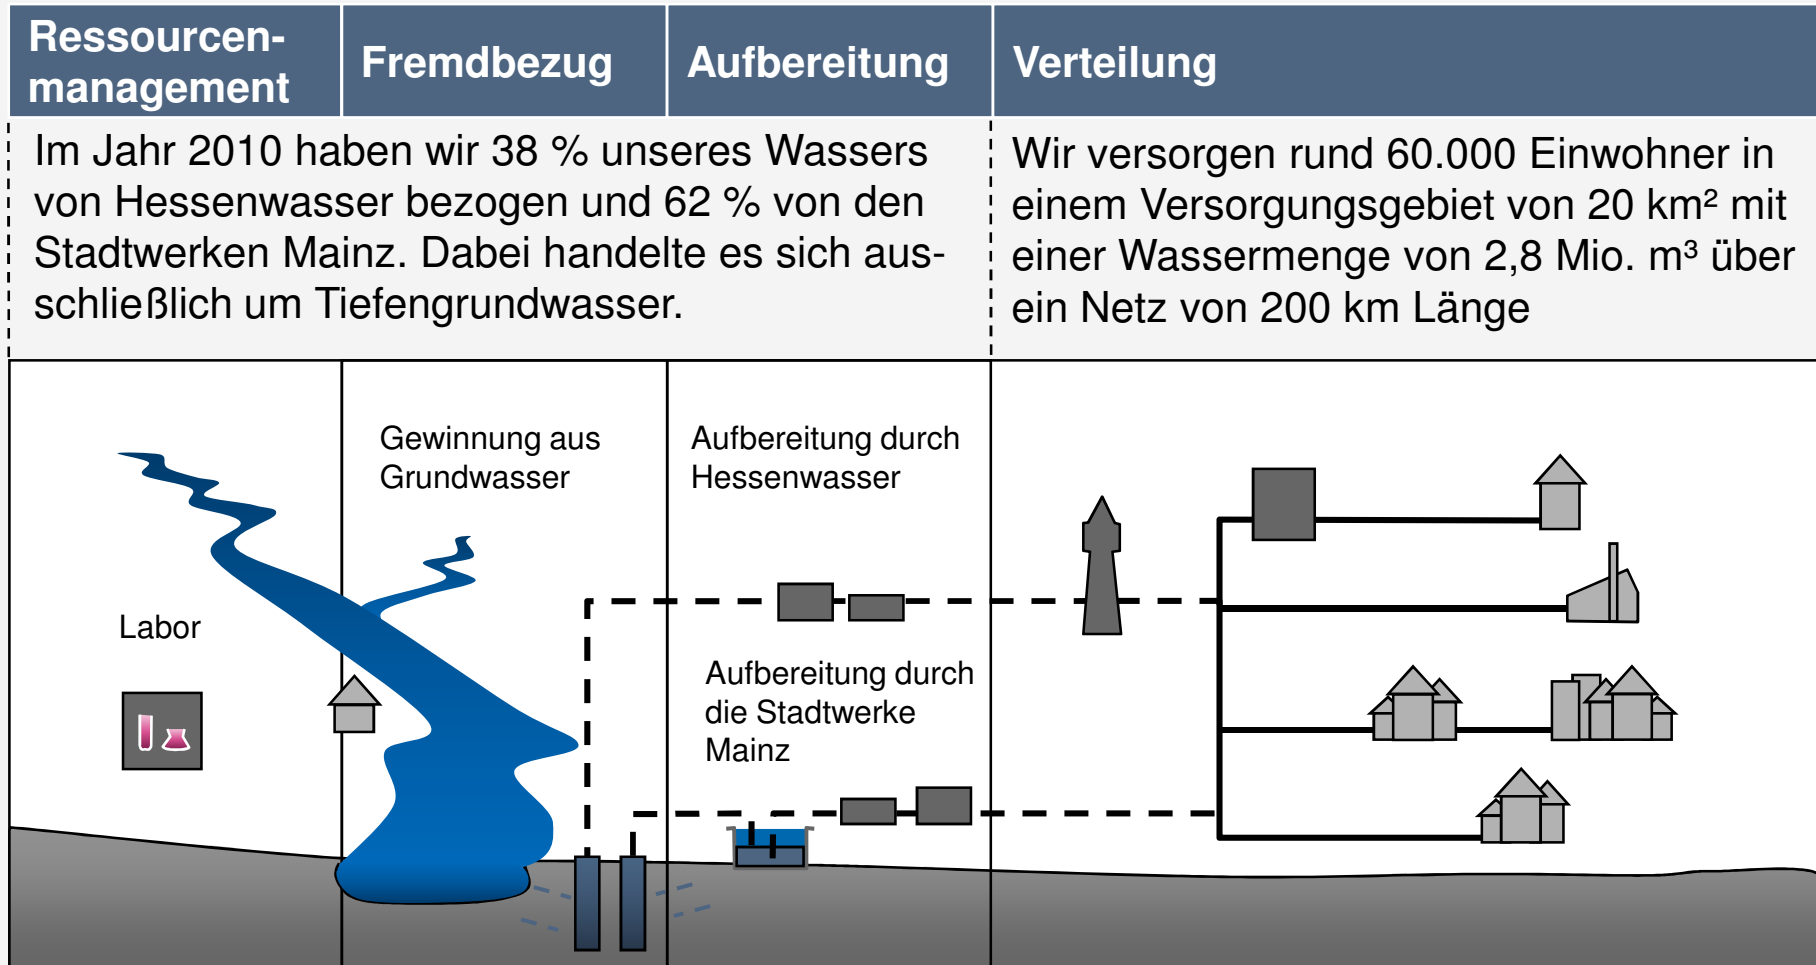 Ressourcen-
management
Fremdbezug
Aufbereitung
Verteilung
Im Jahr 2010 haben wir 38 % unseres Wassers
von Hessenwasser bezogen und 62 % von den
Stadtwerken Mainz. Dabei handelte es sich aus-
schließlich um Tiefengrundwasser.
Wir versorgen rund 60.000 Einwohner in
einem Versorgungsgebiet von 20 km² mit
einer Wassermenge von 2,8 Mio. m³ über
ein Netz von 200 km Länge
Gewinnung aus
Grundwasser
Aufbereitung durch
Hessenwasser
Labor
Aufbereitung durch
die Stadtwerke
Mainz